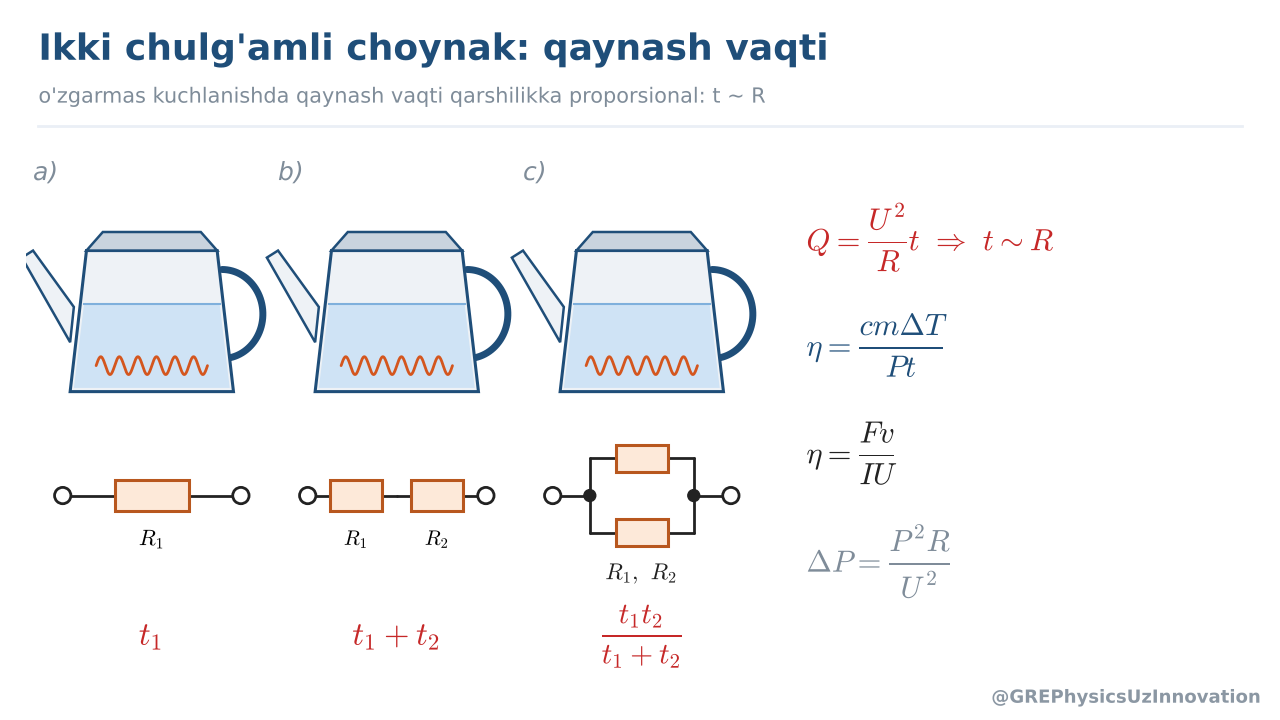 Ikki chulg'amli choynak: qaynash vaqti
o'zgarmas kuchlanishda qaynash vaqti qarshilikka proporsional: t ~ R
a)
b)
c)
Q = U²/R t ⇒ t ~ R
η = cmΔT/Pt
η = Fv/IU
ΔP = P²R/U²
R₁
R₁ R₂
R₁, R₂
t₁
t₁ + t₂
t₁t₂/(t₁ + t₂)
@GREPhysicsUzInnovation